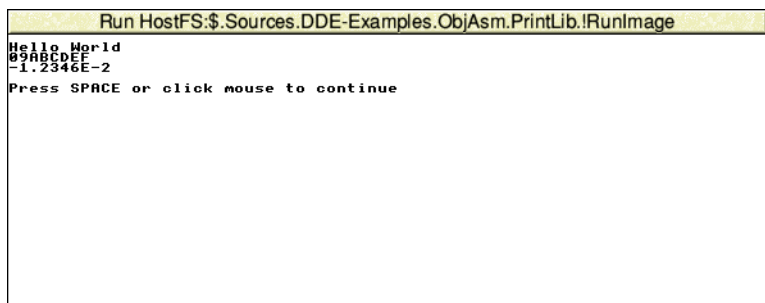 Run HostFS:$.Sources.DDE-Examples.ObjAsm.PrintLib.!RunImage
Hello World
09ABCDEF
-1.2346E-2
Press SPACE or click mouse to continue